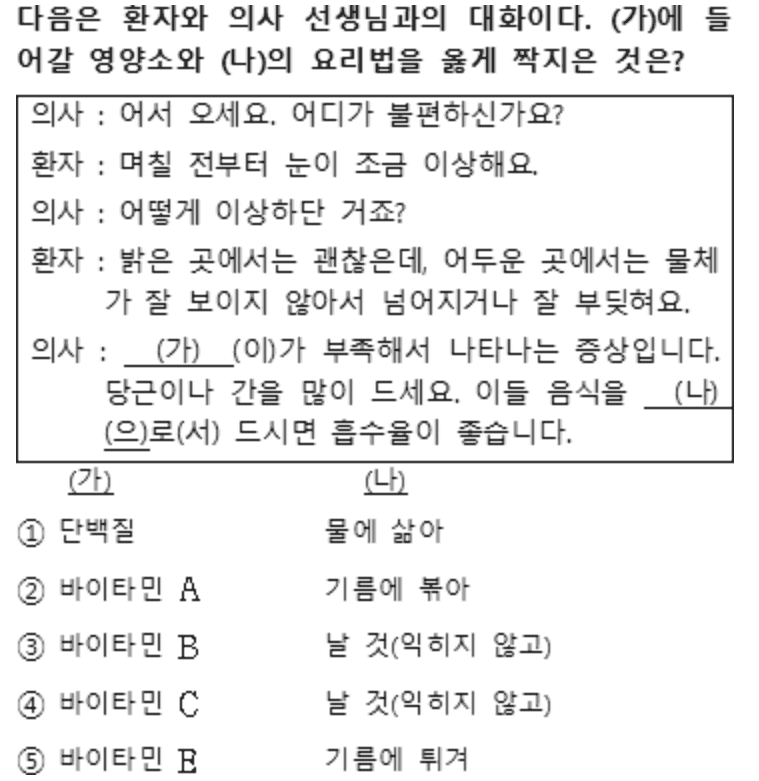 다음은 환자와 의사 선생님과의 대화이다. (가)에 들
어갈 영양소와 (나)의 요리법을 옳게 짝지은 것은?
의사 : 어서 오세요. 어디가 불편하신가요?
환자 : 며칠 전부터 눈이 조금 이상해요.
의사 : 어떻게 이상하단 거죠?
환자 : 밝은 곳에서는 괜찮은데, 어두운 곳에서는 물체
가 잘 보이지 않아서 넘어지거나 잘 부딪혀요.
의사 : (가) (이)가 부족해서 나타나는 증상입니다.
당근이나 간을 많이 드세요. 이들 음식을 (나)
(으)로(서) 드시면 흡수율이 좋습니다.
(가) (나)
① 단백질 물에 삶아
② 바이타민 A 기름에 볶아
③ 바이타민 B 날 것(익히지 않고)
④ 바이타민 C 날 것(익히지 않고)
⑤ 바이타민 E 기름에 튀겨